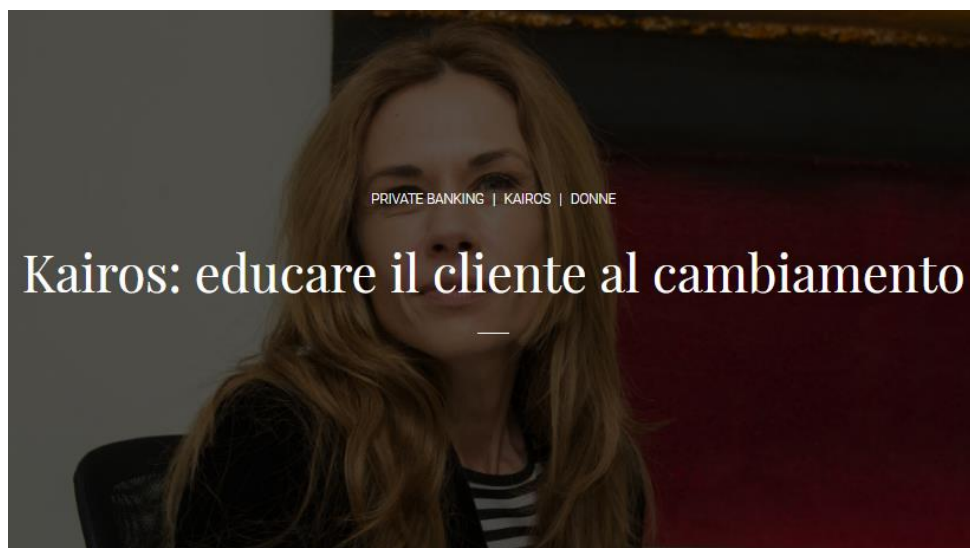 PRIVATE BANKING | KAIROS | DONNE
Kairos: educare il cliente al cambiamento